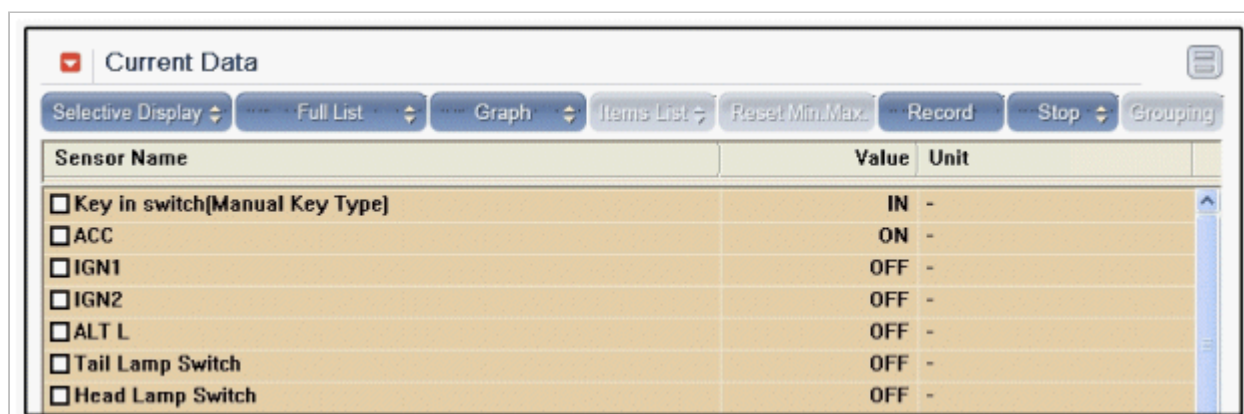 Current Data
Selective Display Full List Graph Items List Reset Min.Max. Record Stop Grouping
Sensor Name Value Unit
Key in switch(Manual Key Type) IN -
ACC ON -
IGN1 OFF -
IGN2 OFF -
ALT L OFF -
Tail Lamp Switch OFF -
Head Lamp Switch OFF -